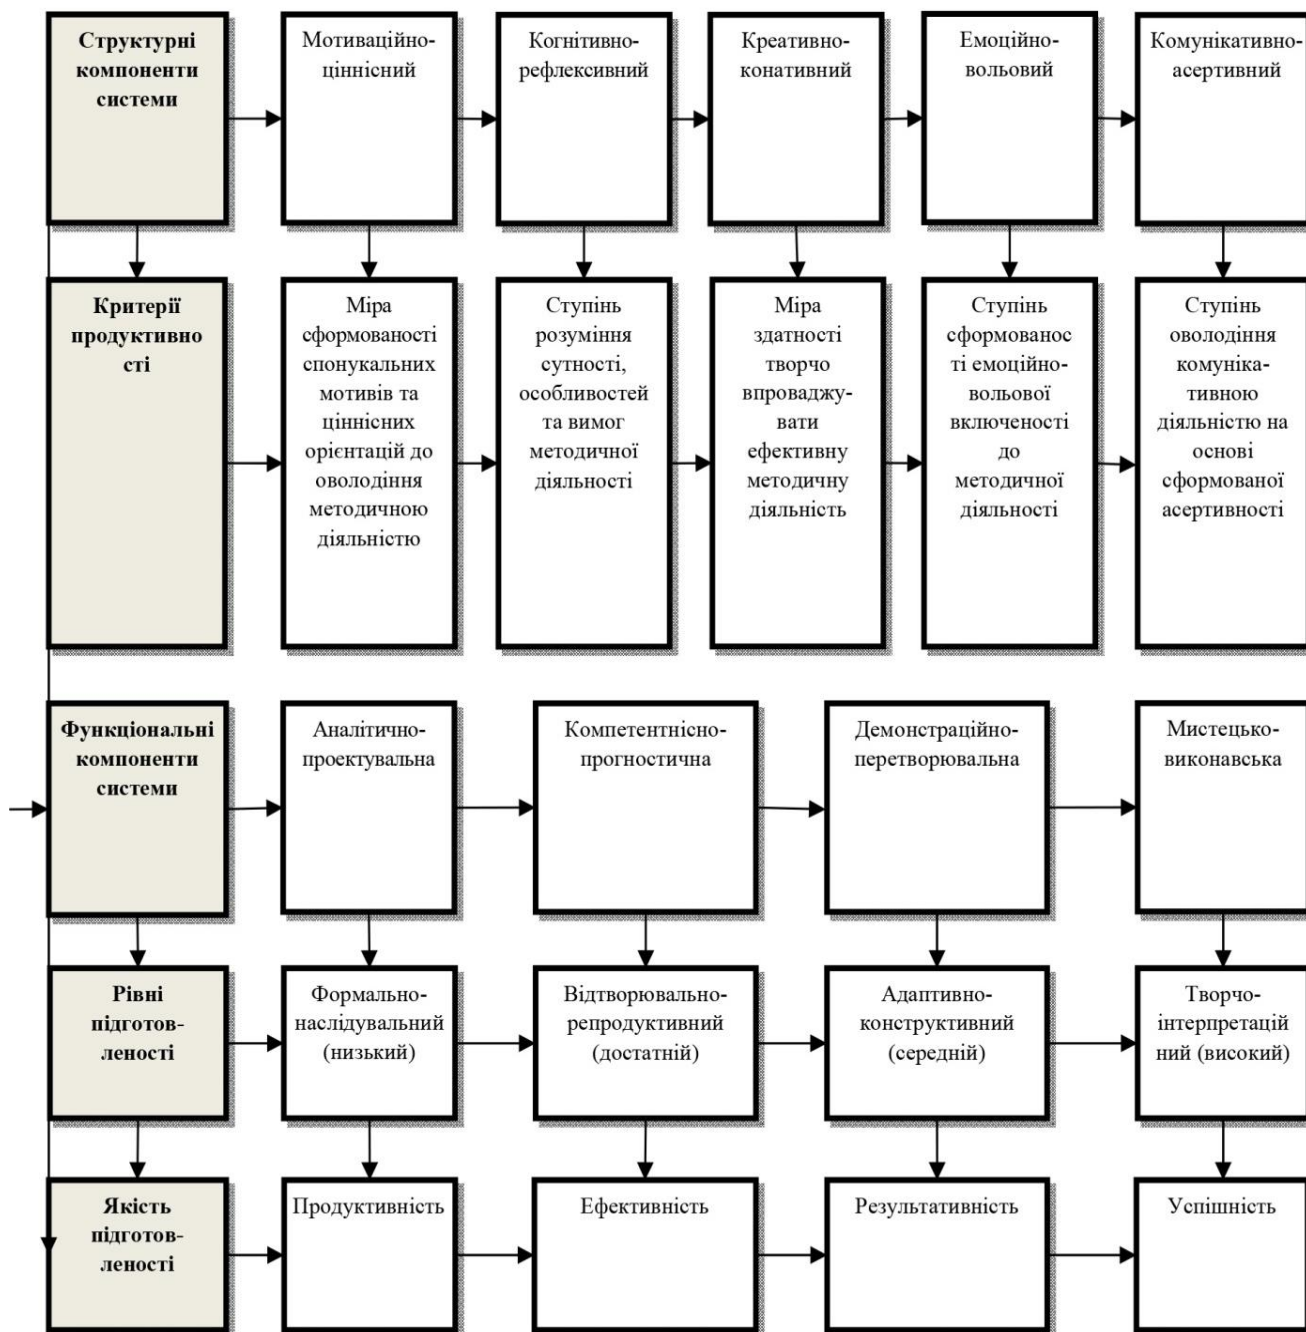 Структурні
компоненти
системи
Мотиваційно-
ціннісний
Когнітивно-
рефлексивний
Креативно-
конативний
Емоційно-
вольовий
Комунікативно-
асертивний
Критерії
продуктивно
сті
Міра
сформованості
спонукальних
мотивів та
ціннісних
орієнтацій до
оволодіння
методичною
діяльністю
Ступінь
розуміння
сутності,
особливостей
та вимог
методичної
діяльності
Міра
здатності
творчо
впроваджу-
вати
ефективну
методичну
діяльність
Ступінь
сформованос
ті емоційно-
вольової
включеності
до
методичної
діяльності
Ступінь
оволодіння
комуніка-
тивною
діяльністю на
основі
сформованої
асертивності
Функціональні
компоненти
системи
Аналітично-
проектувальна
Компетентнісно-
прогностична
Демонстраційно-
перетворювальна
Мистецько-
виконавська
Рівні
підготов-
леності
Формально-
наслідувальний
(низький)
Відтворювально-
репродуктивний
(достатній)
Адаптивно-
конструктивний
(середній)
Творчо-
інтерпретацій
ний (високий)
Якість
підготов-
леності
Продуктивність
Ефективність
Результативність
Успішність